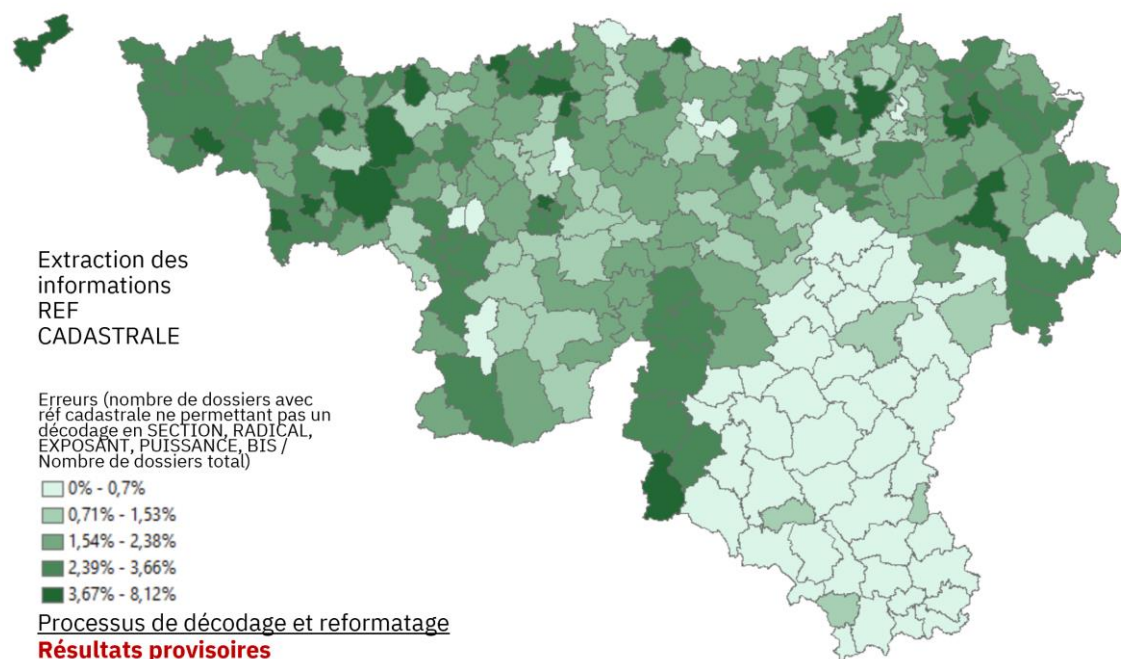 Extraction des
informations
REF
CADASTRALE
Erreurs (nombre de dossiers avec
réf cadastrale ne permettant pas un
décodage en SECTION, RADICAL,
EXPOSANT, PUISSANCE, BIS /
Nombre de dossiers total)
0% - 0,7%
0,71% - 1,53%
1,54% - 2,38%
2,39% - 3,66%
3,67% - 8,12%
Processus de décodage et reformatage
Résultats provisoires